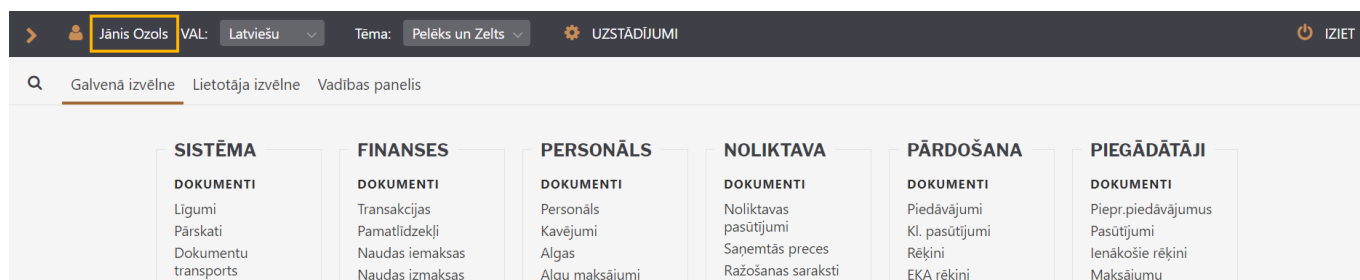 Jānis Ozols VAL: Latviešu Tēma: Pelēks un Zelts UZSTĀDĪJUMI IZIET
Galvenā izvēlne Lietotāja izvēlne Vadības panelis
SISTĒMA
DOKUMENTI
Līgumi
Pārskati
Dokumentu
transports
FINANSES
DOKUMENTI
Transakcijas
Pamatlīdzekļi
Naudas iemaksas
Naudas izmaksas
PERSONĀLS
DOKUMENTI
Personāls
Kavējumi
Algas
Algu maksājumi
NOLIKTAVA
DOKUMENTI
Noliktavas
pasūtījumi
Saņemtās preces
Ražošanas saraksti
PĀRDOŠANA
DOKUMENTI
Piedāvājumi
Kl. pasūtījumi
Rēķini
EKA rēķini
PIEGĀDĀTĀJI
DOKUMENTI
Piepr.piedāvājumus
Pasūtījumi
Ienākošie rēķini
Maksājumu